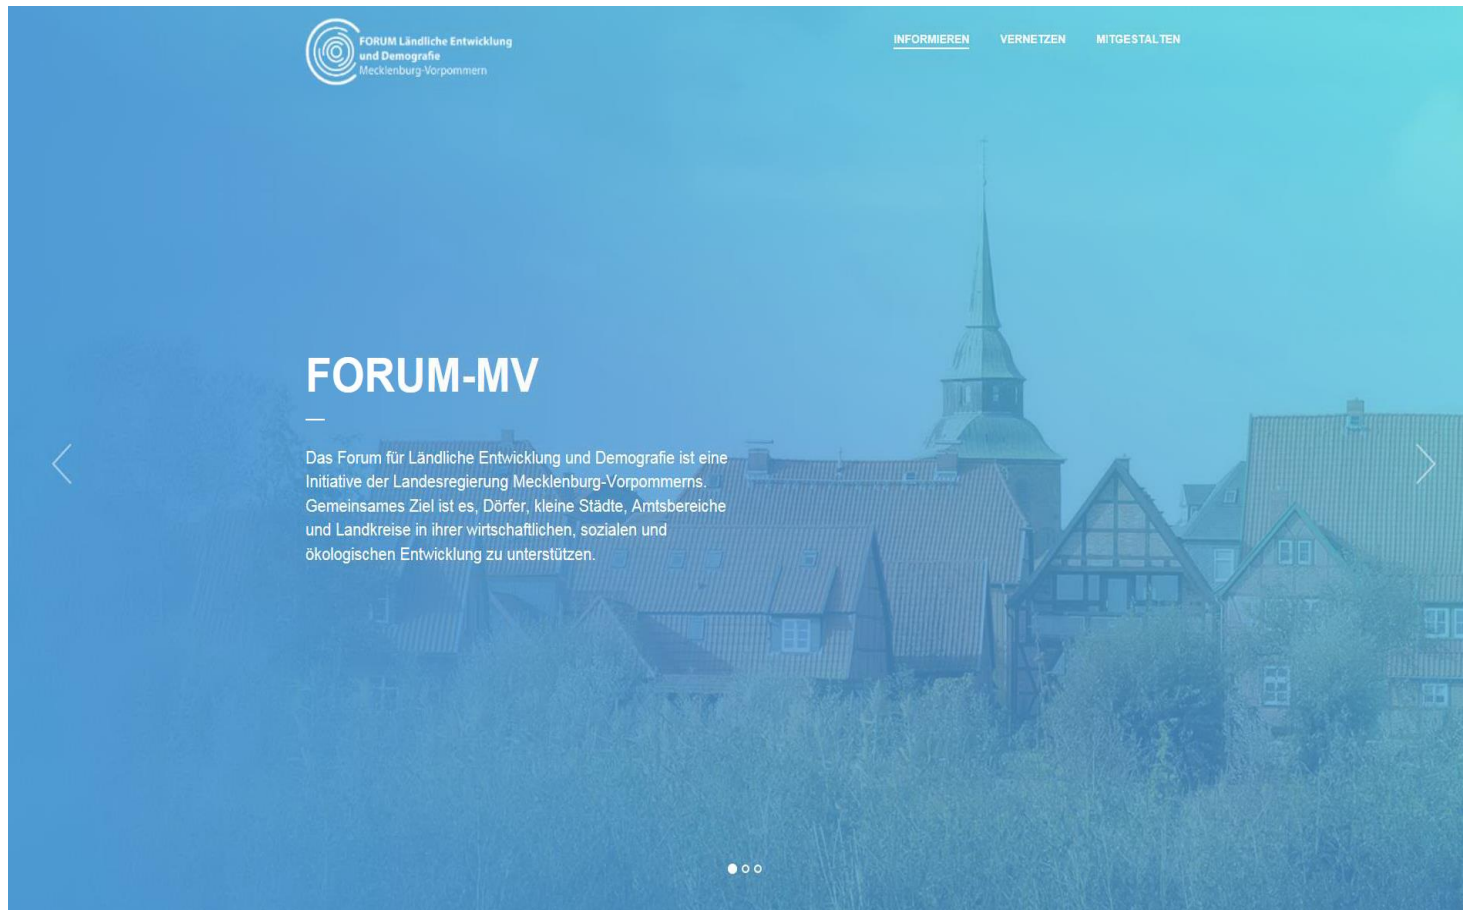 FORUM Ländliche Entwicklung
und Demografie
Mecklenburg-Vorpommern
INFORMIEREN VERNETZEN MITGESTALTEN
FORUM-MV
Das Forum für Ländliche Entwicklung und Demografie ist eine
Initiative der Landesregierung Mecklenburg-Vorpommerns.
Gemeinsames Ziel ist es, Dörfer, kleine Städte, Amtsbereiche
und Landkreise in ihrer wirtschaftlichen, sozialen und
ökologischen Entwicklung zu unterstützen.